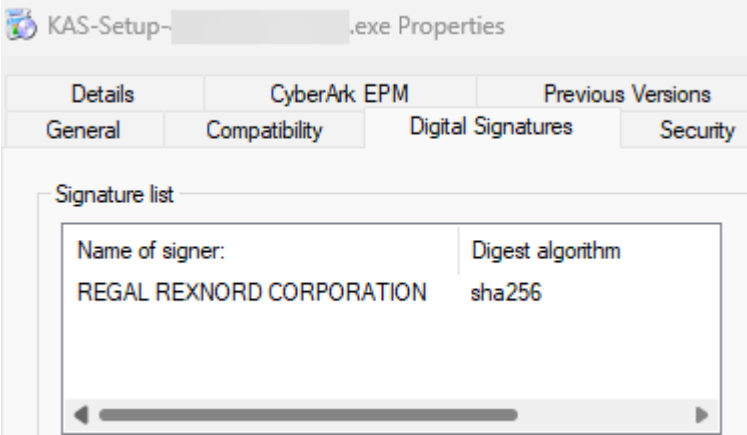 KAS-Setup- .exe Properties
Details CyberArk EPM Previous Versions
General Compatibility Digital Signatures Security
Signature list
Name of signer: Digest algorithm
REGAL REXNORD CORPORATION sha256